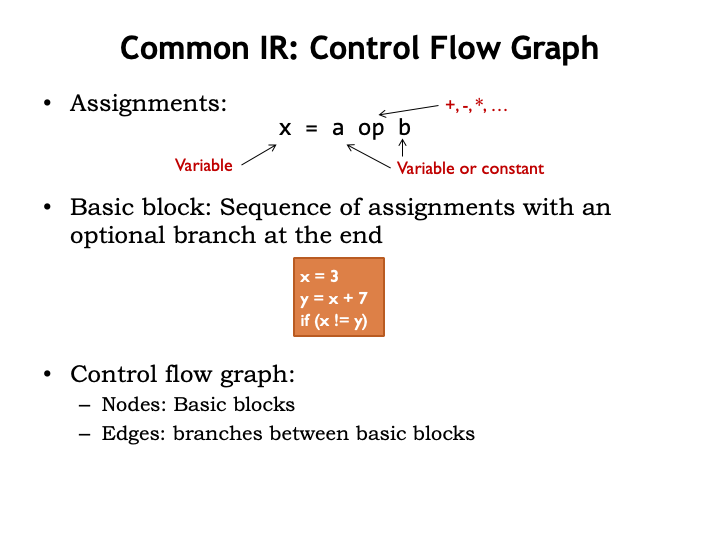 Common IR: Control Flow Graph
• Assignments:
+, -, *, …
x = a op b
Variable
Variable or constant
• Basic block: Sequence of assignments with an
optional branch at the end
x = 3
y = x + 7
if (x != y)
• Control flow graph:
– Nodes: Basic blocks
– Edges: branches between basic blocks